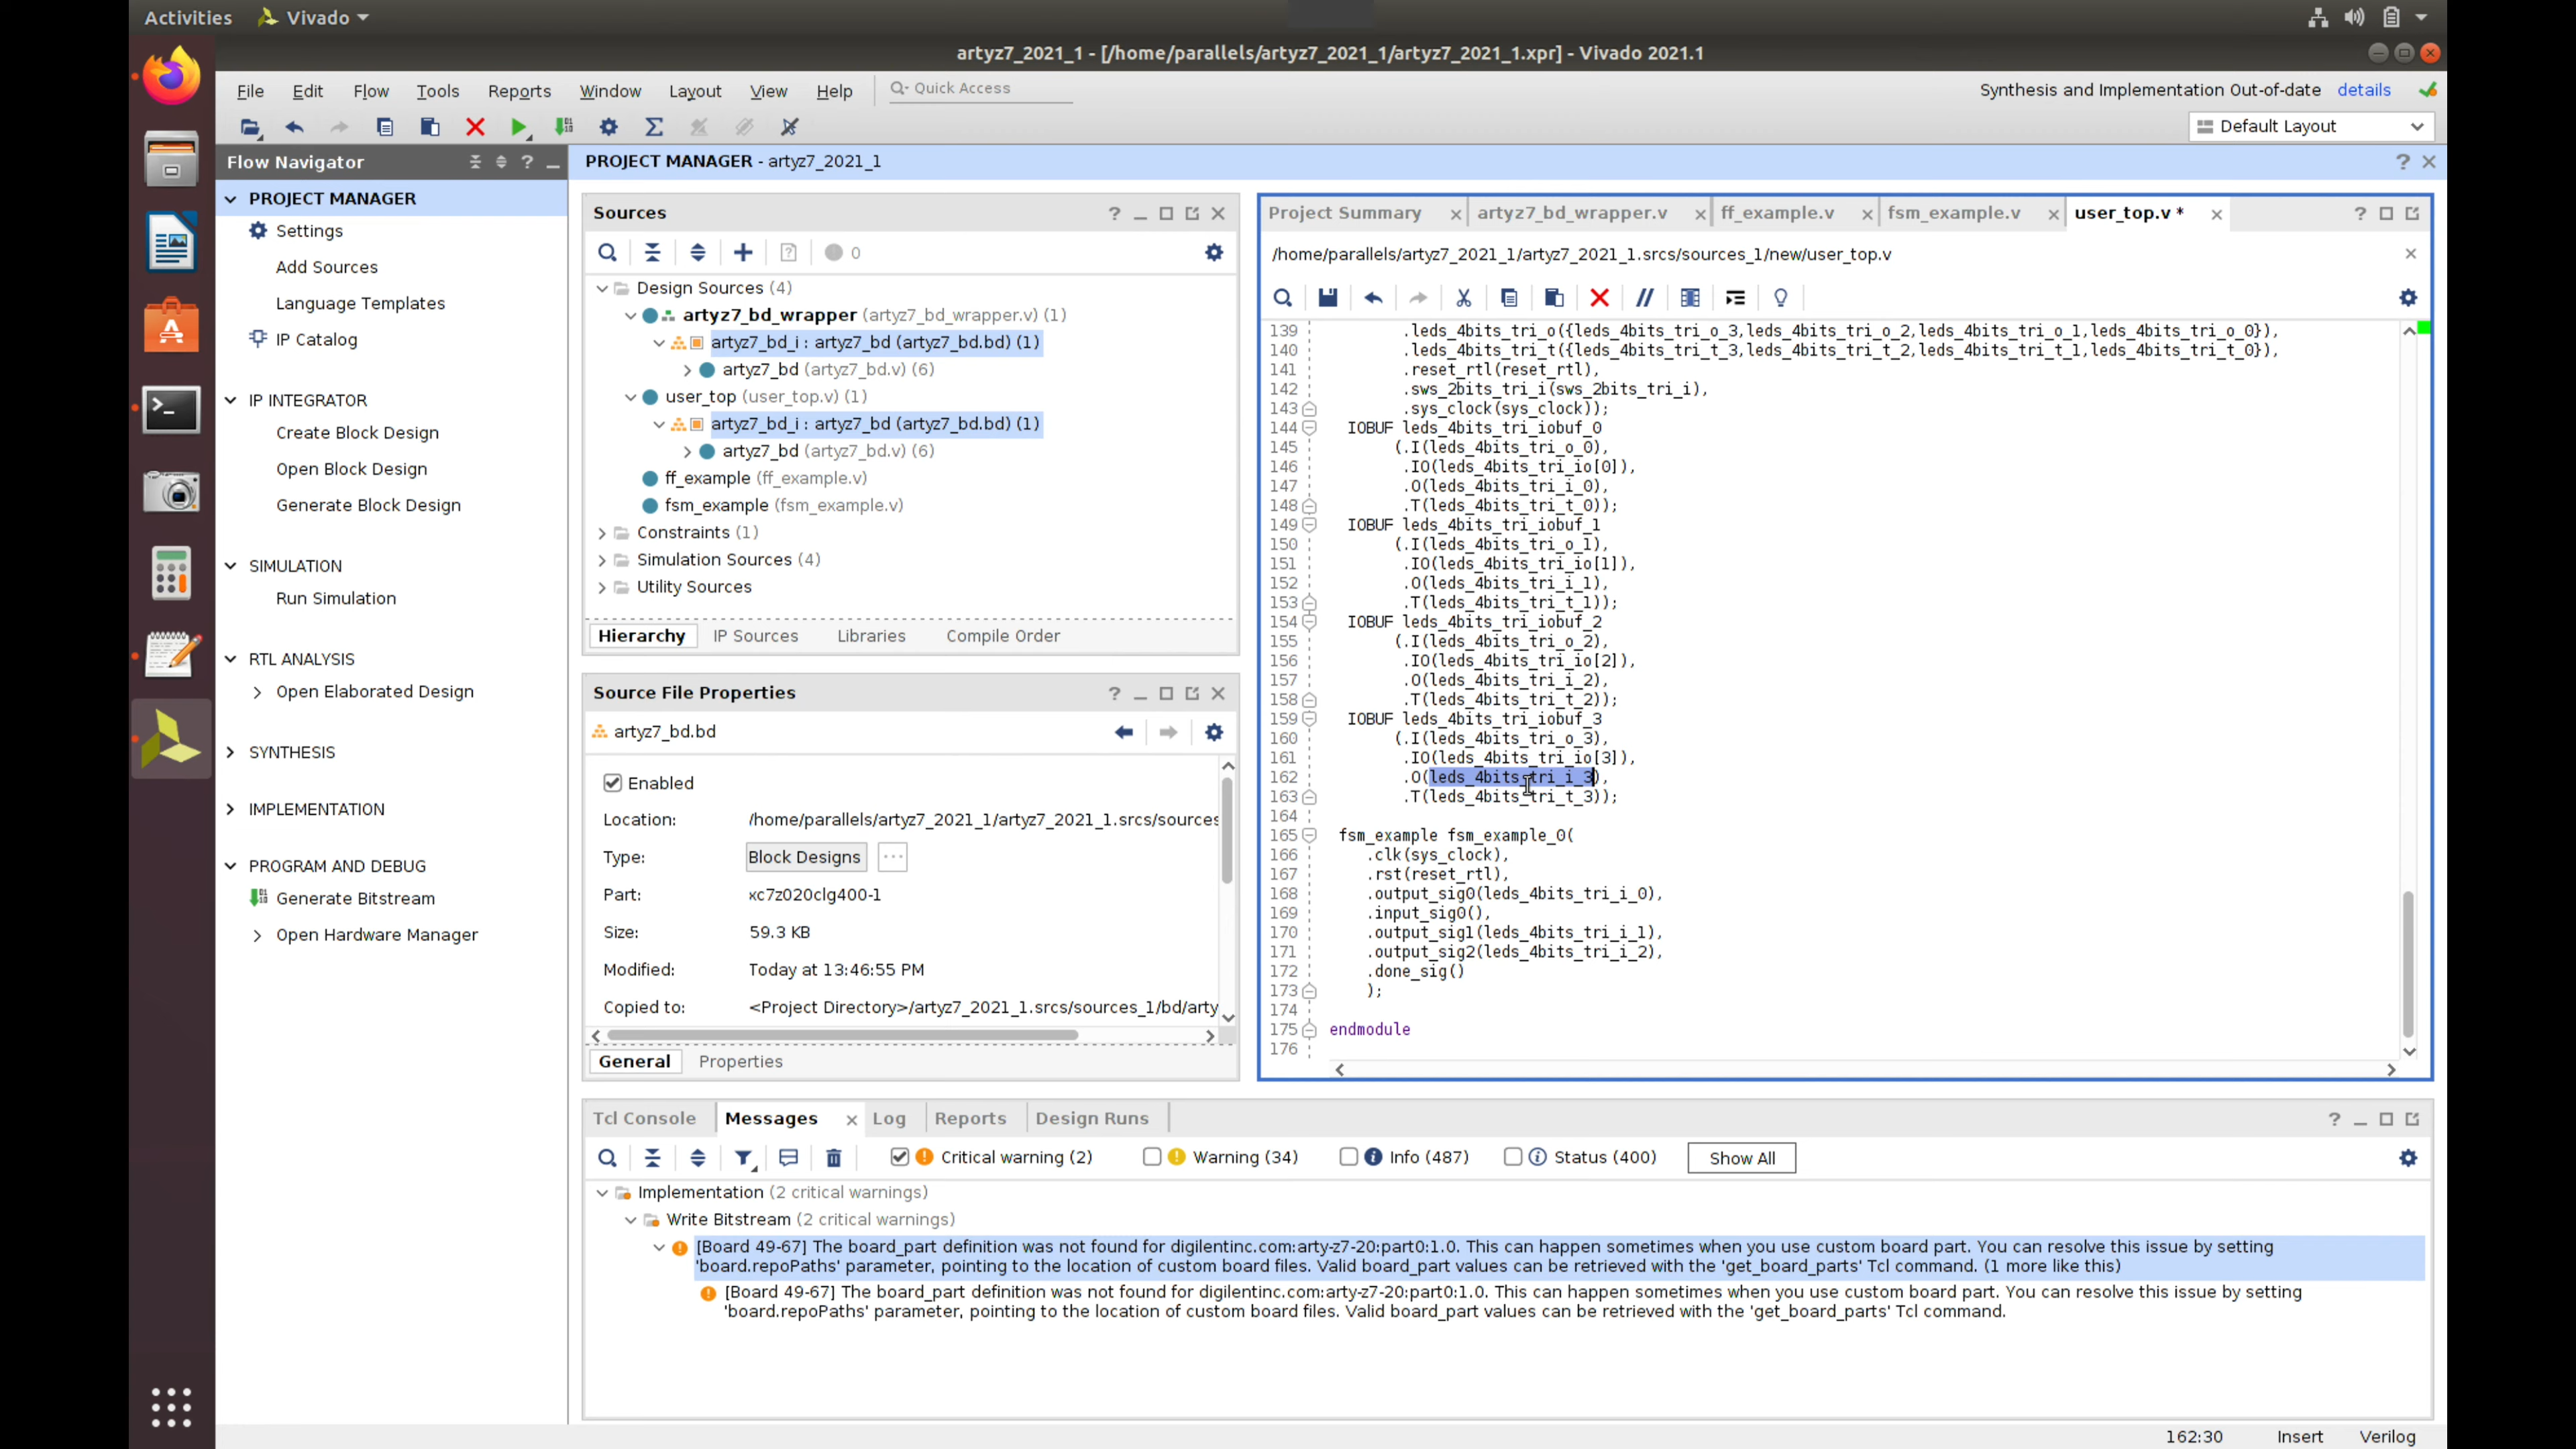 Activities
Vivado
artyz7_2021_1 - [/home/parallels/artyz7_2021_1/artyz7_2021_1.xpr] - Vivado 2021.1
File Edit Flow Tools Reports Window Layout View Help
Quick Access
Synthesis and Implementation Out-of-date details
Default Layout
Flow Navigator
PROJECT MANAGER
Settings
Add Sources
Language Templates
IP Catalog
IP INTEGRATOR
Create Block Design
Open Block Design
Generate Block Design
SIMULATION
Run Simulation
RTL ANALYSIS
Open Elaborated Design
SYNTHESIS
IMPLEMENTATION
PROGRAM AND DEBUG
Generate Bitstream
Open Hardware Manager
PROJECT MANAGER - artyz7_2021_1
Sources
0
Design Sources (4)
artyz7_bd_wrapper (artyz7_bd_wrapper.v) (1)
artyz7_bd_i : artyz7_bd (artyz7_bd.bd) (1)
artyz7_bd (artyz7_bd.v) (6)
user_top (user_top.v) (1)
artyz7_bd_i : artyz7_bd (artyz7_bd.bd) (1)
artyz7_bd (artyz7_bd.v) (6)
ff_example (ff_example.v)
fsm_example (fsm_example.v)
Constraints (1)
Simulation Sources (4)
Utility Sources
Hierarchy IP Sources Libraries Compile Order
Source File Properties
artyz7_bd.bd
Enabled
Location: /home/parallels/artyz7_2021_1/artyz7_2021_1.srcs/sources
Type: Block Designs ...
Part: xc7z020clg400-1
Size: 59.3 KB
Modified: Today at 13:46:55 PM
Copied to: <Project Directory>/artyz7_2021_1.srcs/sources_1/bd/arty
General Properties
Project Summary artyz7_bd_wrapper.v ff_example.v fsm_example.v user_top.v *
/home/parallels/artyz7_2021_1/artyz7_2021_1.srcs/sources_1/new/user_top.v
139 .leds_4bits_tri_o({leds_4bits_tri_o_3,leds_4bits_tri_o_2,leds_4bits_tri_o_1,leds_4bits_tri_o_0}),
140 .leds_4bits_tri_t({leds_4bits_tri_t_3,leds_4bits_tri_t_2,leds_4bits_tri_t_1,leds_4bits_tri_t_0}),
141 .reset_rtl(reset_rtl),
142 .sws_2bits_tri_i(sws_2bits_tri_i),
143 .sys_clock(sys_clock));
144 IOBUF leds_4bits_tri_iobuf_0
145 (.I(leds_4bits_tri_o_0),
146 .IO(leds_4bits_tri_io[0]),
147 .O(leds_4bits_tri_i_0),
148 .T(leds_4bits_tri_t_0));
149 IOBUF leds_4bits_tri_iobuf_1
150 (.I(leds_4bits_tri_o_1),
151 .IO(leds_4bits_tri_io[1]),
152 .O(leds_4bits_tri_i_1),
153 .T(leds_4bits_tri_t_1));
154 IOBUF leds_4bits_tri_iobuf_2
155 (.I(leds_4bits_tri_o_2),
156 .IO(leds_4bits_tri_io[2]),
157 .O(leds_4bits_tri_i_2),
158 .T(leds_4bits_tri_t_2));
159 IOBUF leds_4bits_tri_iobuf_3
160 (.I(leds_4bits_tri_o_3),
161 .IO(leds_4bits_tri_io[3]),
162 .O(leds_4bits_tri_i_3),
163 .T(leds_4bits_tri_t_3));
164
165 fsm_example fsm_example_0(
166 .clk(sys_clock),
167 .rst(reset_rtl),
168 .output_sig0(leds_4bits_tri_i_0),
169 .input_sig0(),
170 .output_sig1(leds_4bits_tri_i_1),
171 .output_sig2(leds_4bits_tri_i_2),
172 .done_sig()
173 );
174
175 endmodule
176
Tcl Console Messages Log Reports Design Runs
Critical warning (2) Warning (34) Info (487) Status (400) Show All
Implementation (2 critical warnings)
Write Bitstream (2 critical warnings)
[Board 49-67] The board_part definition was not found for digilentinc.com:arty-z7-20:part0:1.0. This can happen sometimes when you use custom board part. You can resolve this issue by setting
'board.repoPaths' parameter, pointing to the location of custom board files. Valid board_part values can be retrieved with the 'get_board_parts' Tcl command. (1 more like this)
[Board 49-67] The board_part definition was not found for digilentinc.com:arty-z7-20:part0:1.0. This can happen sometimes when you use custom board part. You can resolve this issue by setting
'board.repoPaths' parameter, pointing to the location of custom board files. Valid board_part values can be retrieved with the 'get_board_parts' Tcl command.
162:30 Insert Verilog